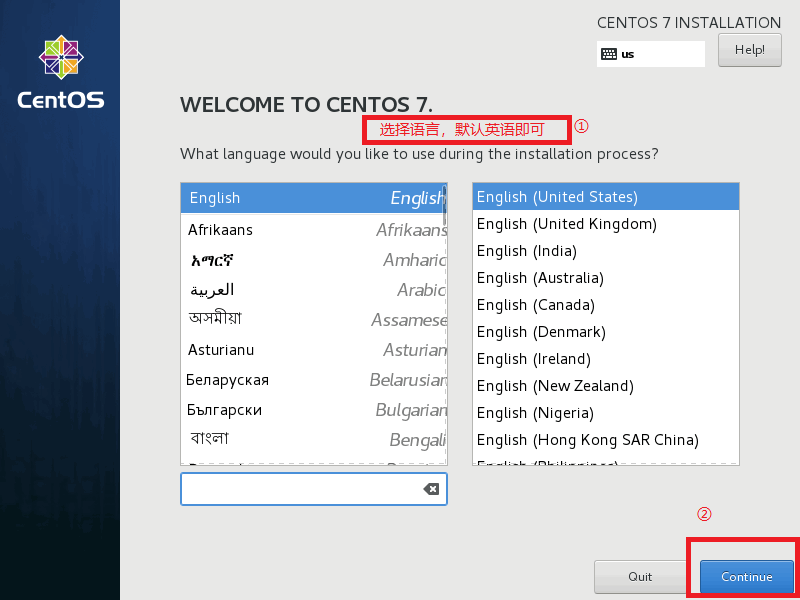 CENTOS 7 INSTALLATION
us
Help!
CentOS
WELCOME TO CENTOS 7.
选择语言，默认英语即可 ①
What language would you like to use during the installation process?
English English
Afrikaans Afrikaans
አማርኛ Amharic
العربية Arabic
অসমীয়া Assamese
Asturianu Asturian
Беларуская Belarusian
Български Bulgarian
বাংলা Bengali
English (United States)
English (United Kingdom)
English (India)
English (Australia)
English (Canada)
English (Denmark)
English (Ireland)
English (New Zealand)
English (Nigeria)
English (Hong Kong SAR China)
English (Philippines)
②
Quit
Continue